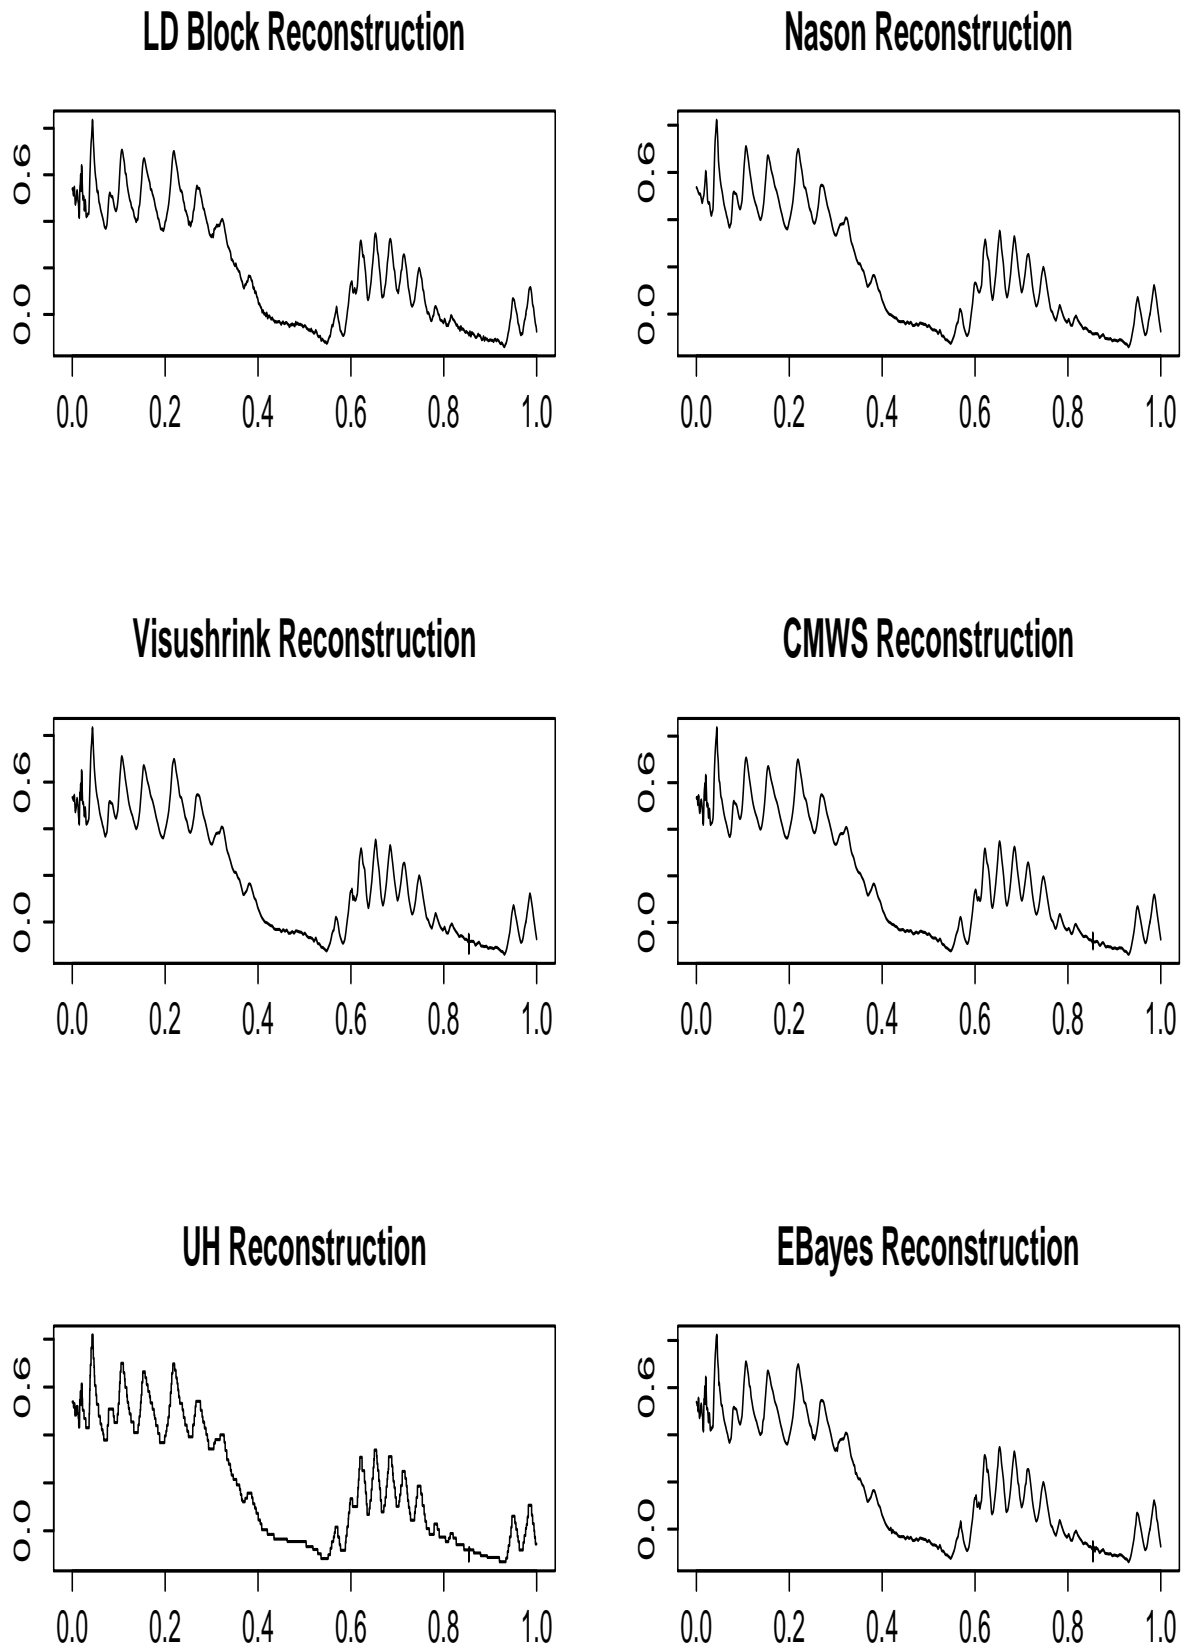 LD Block Reconstruction
0.6
0.0
0.0 0.2 0.4 0.6 0.8 1.0
Nason Reconstruction
0.6
0.0
0.0 0.2 0.4 0.6 0.8 1.0
Visushrink Reconstruction
0.6
0.0
0.0 0.2 0.4 0.6 0.8 1.0
CMWS Reconstruction
0.6
0.0
0.0 0.2 0.4 0.6 0.8 1.0
UH Reconstruction
0.6
0.0
0.0 0.2 0.4 0.6 0.8 1.0
EBayes Reconstruction
0.6
0.0
0.0 0.2 0.4 0.6 0.8 1.0